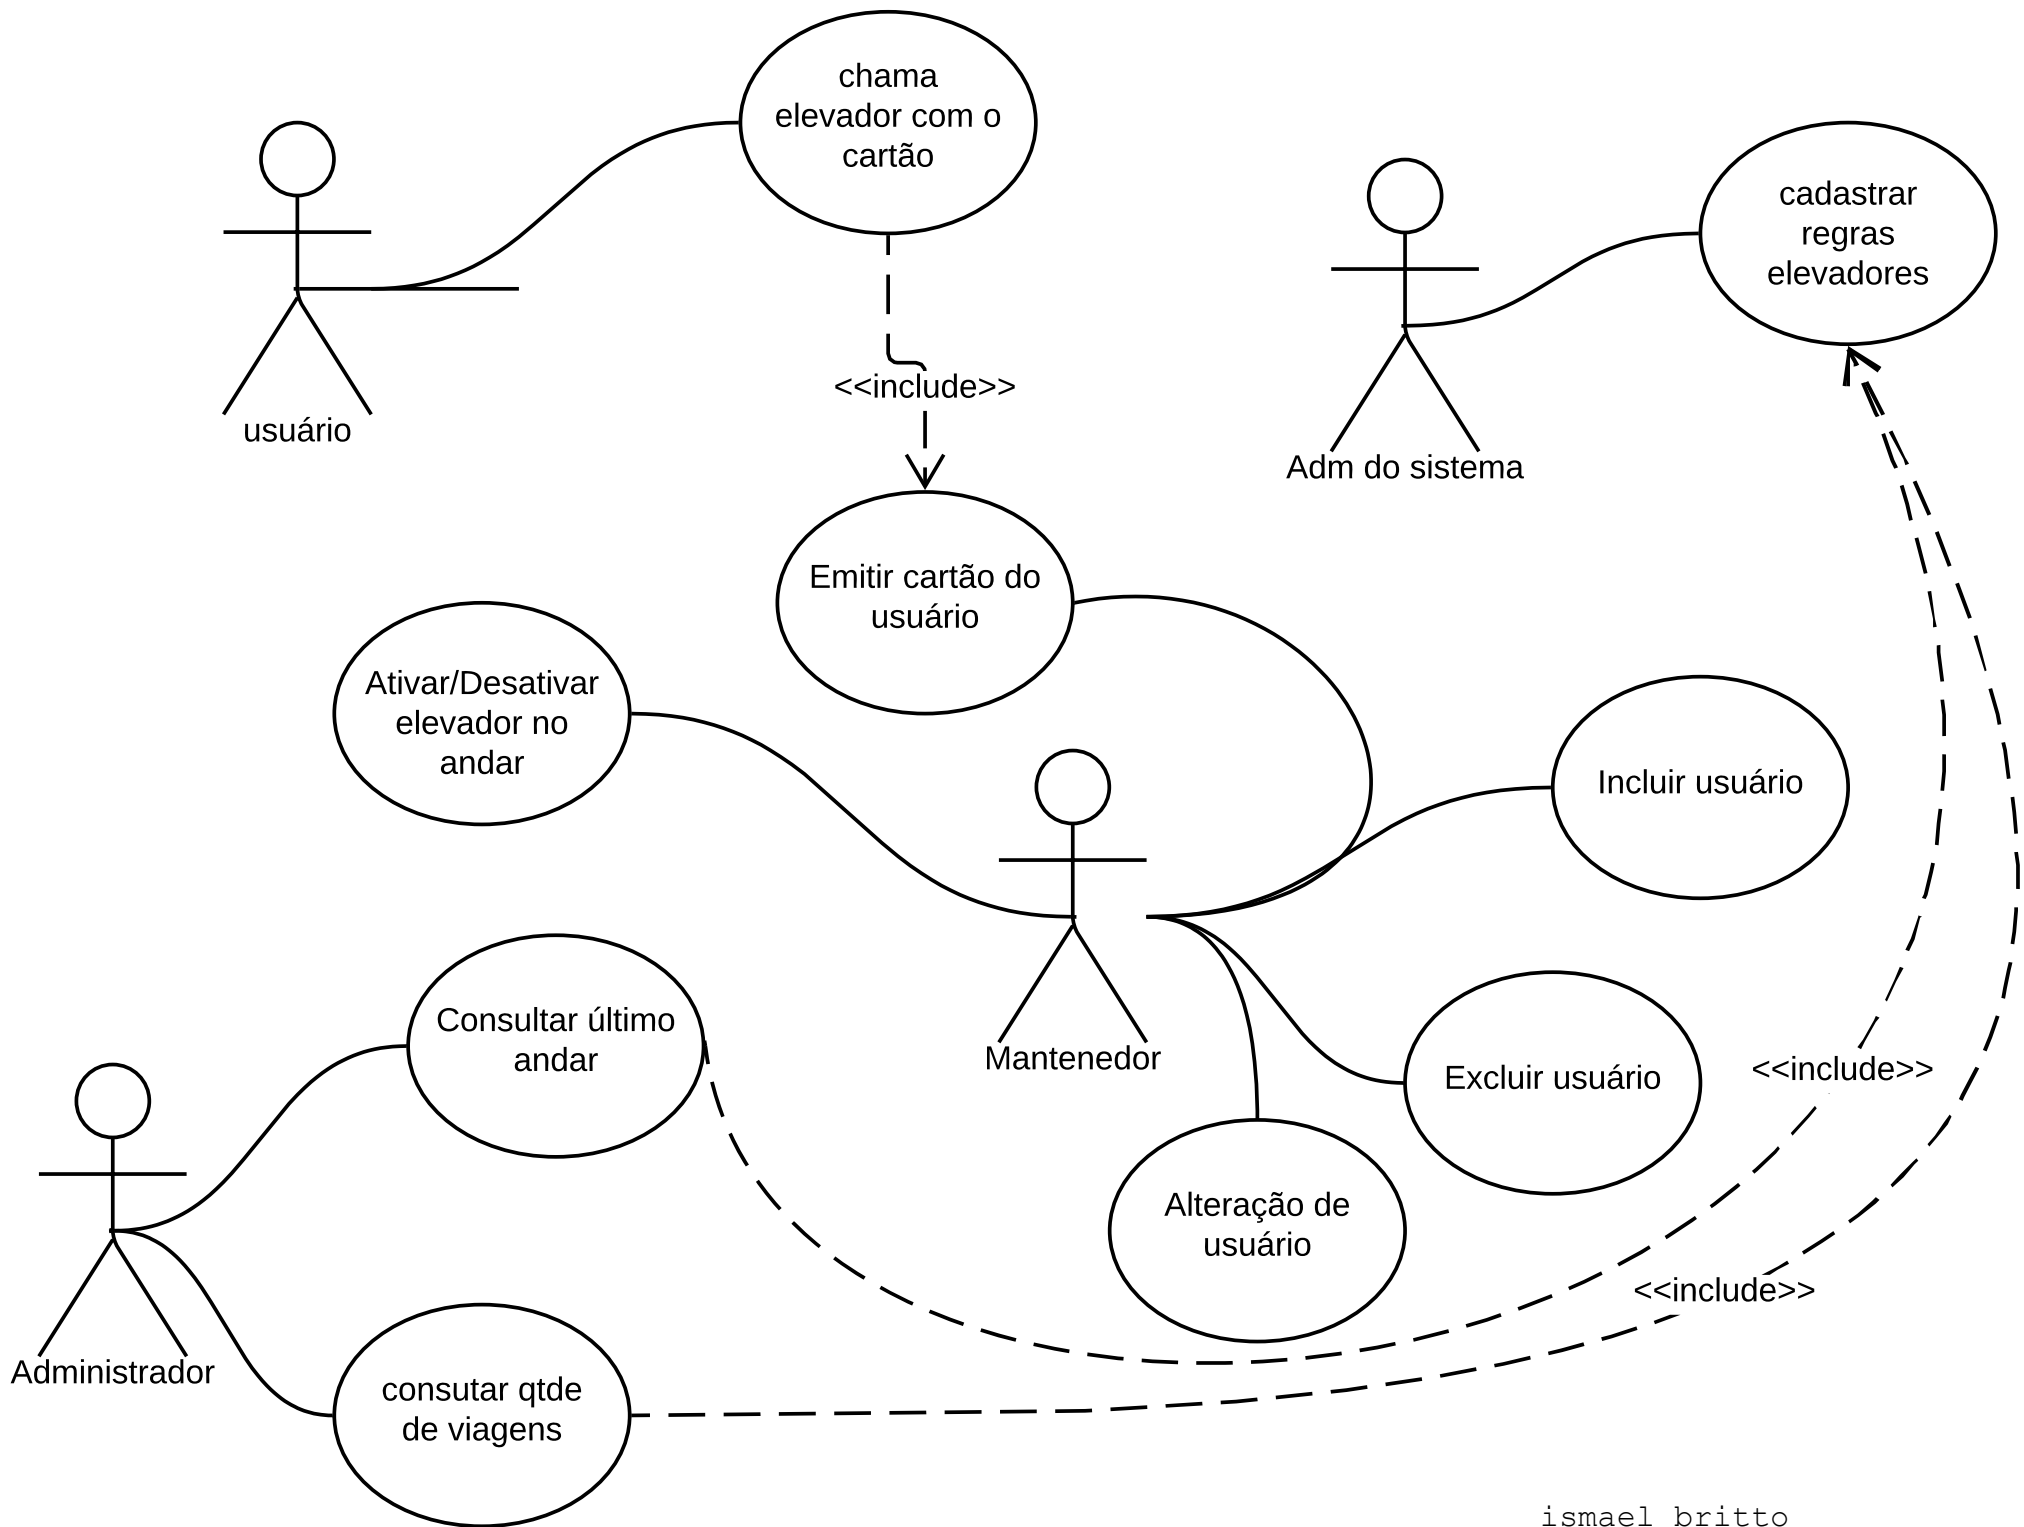 chama
elevador com o
cartão
usuário
cadastrar
regras
elevadores
Adm do sistema
<<include>>
Emitir cartão do
usuário
Ativar/Desativar
elevador no
andar
Incluir usuário
Mantenedor
Consultar último
andar
Excluir usuário
<<include>>
Alteração de
usuário
<<include>>
Administrador
consutar qtde
de viagens
ismael britto